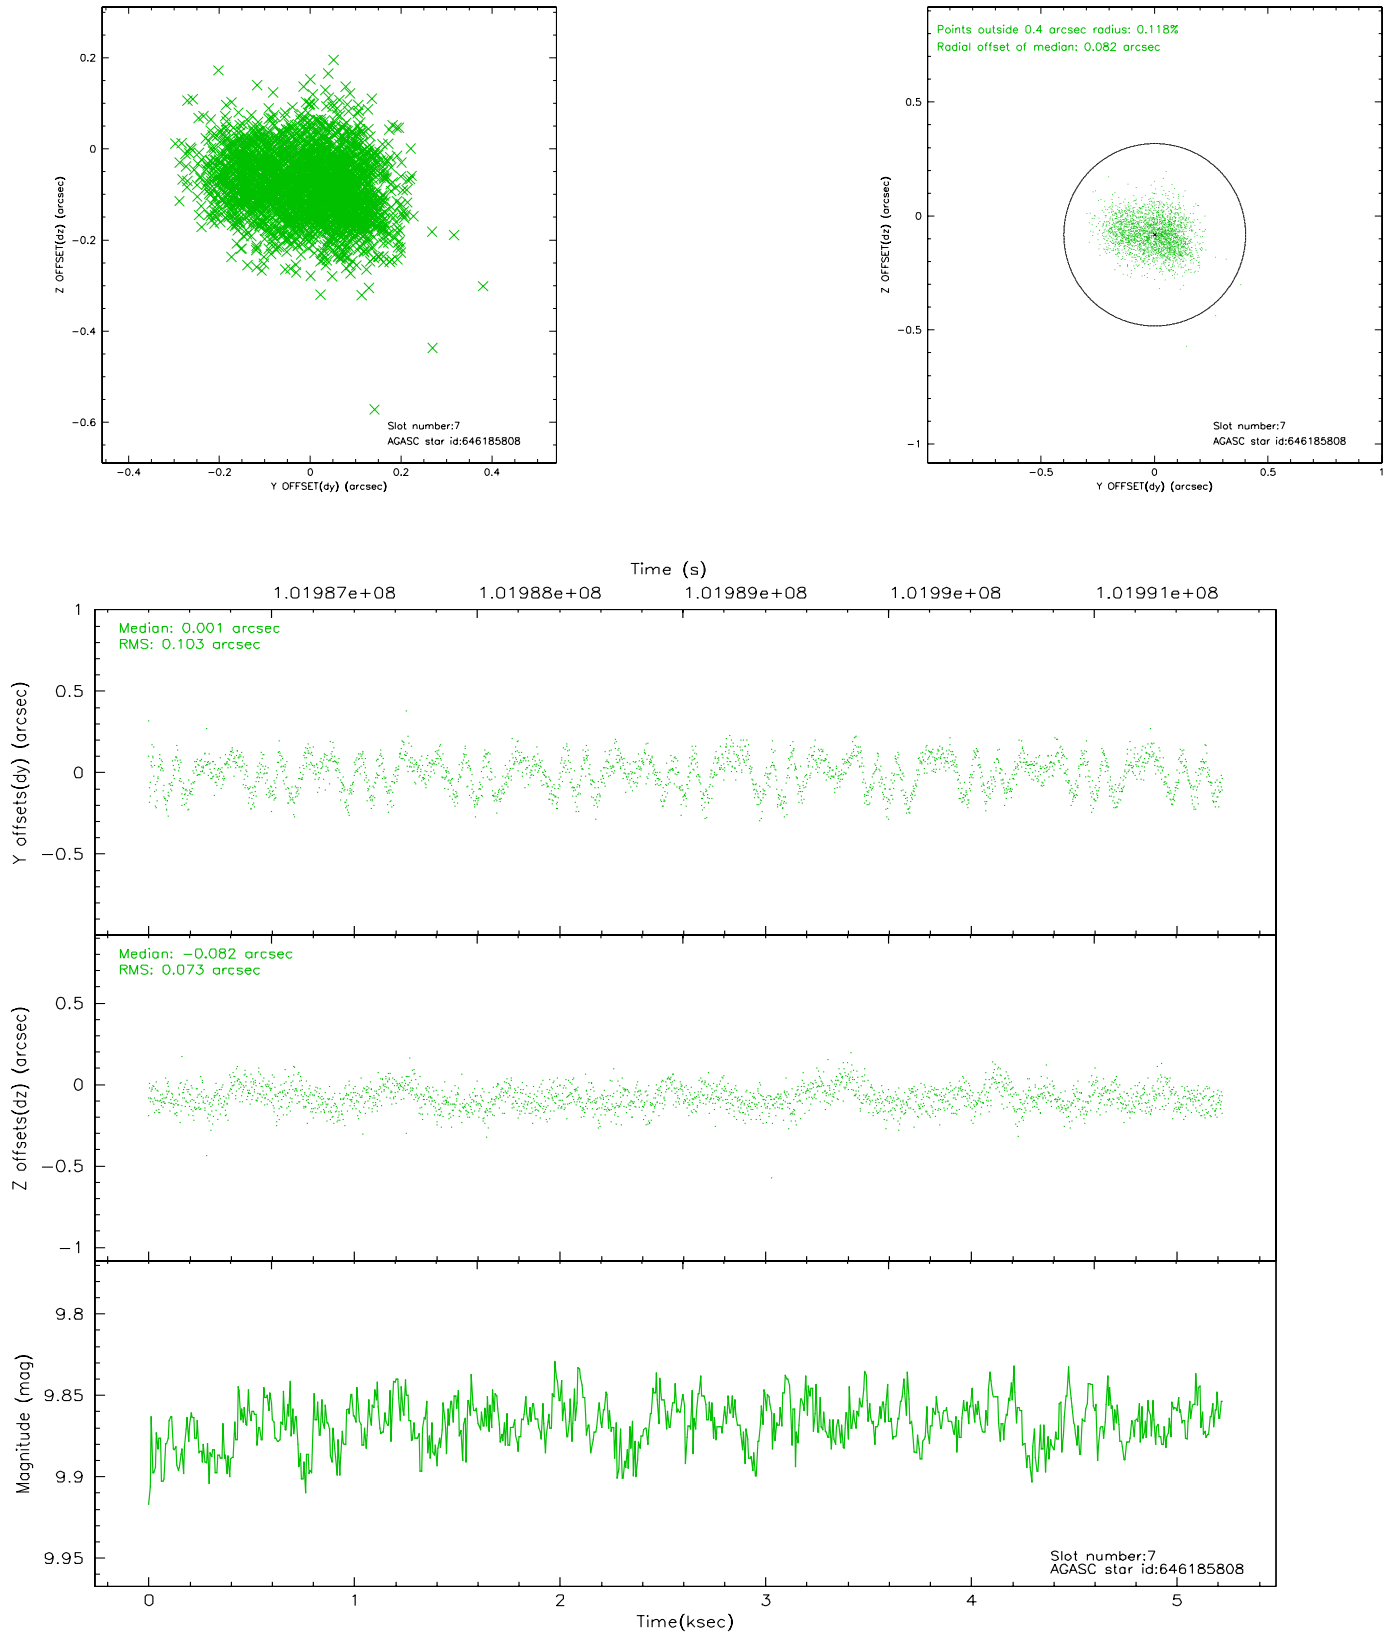 0.2
0
−0.2
−0.4
−0.6
Z OFFSET(dz) (arcsec)
Slot number:7
AGASC star id:646185808
−0.4 −0.2 0 0.2 0.4
Y OFFSET(dy) (arcsec)
Points outside 0.4 arcsec radius: 0.118%
Radial offset of median: 0.082 arcsec
0.5
0
−0.5
−1
Z OFFSET(dz) (arcsec)
Slot number:7
AGASC star id:646185808
−0.5 0 0.5 1
Y OFFSET(dy) (arcsec)
Time (s)
1.01987e+08 1.01988e+08 1.01989e+08 1.0199e+08 1.01991e+08
Median: 0.001 arcsec
RMS: 0.103 arcsec
1
0.5
0
−0.5
Y offsets(dy) (arcsec)
Median: −0.082 arcsec
RMS: 0.073 arcsec
0.5
0
−0.5
−1
Z offsets(dz) (arcsec)
9.8
9.85
9.9
9.95
Magnitude (mag)
Slot number:7
AGASC star id:646185808
0 1 2 3 4 5
Time(ksec)